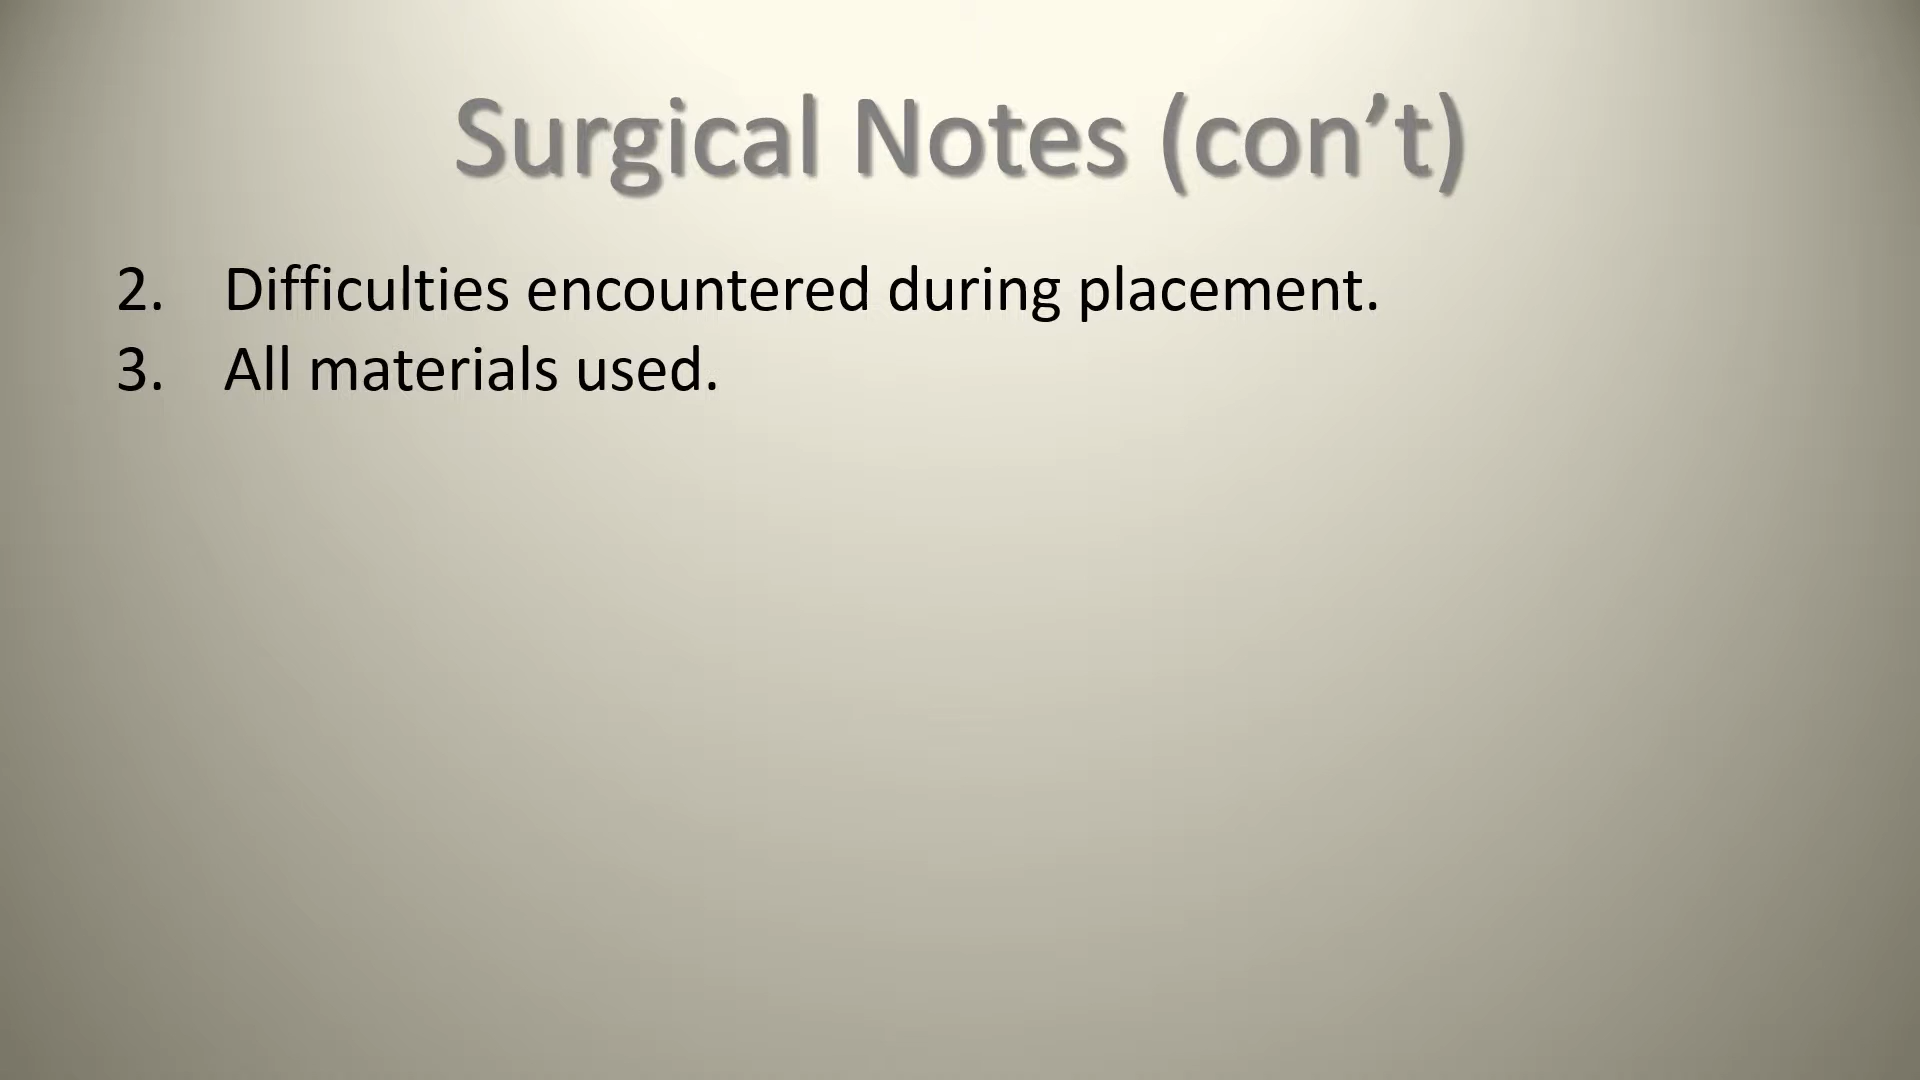 Surgical Notes (con’t)
2. Difficulties encountered during placement.
3. All materials used.